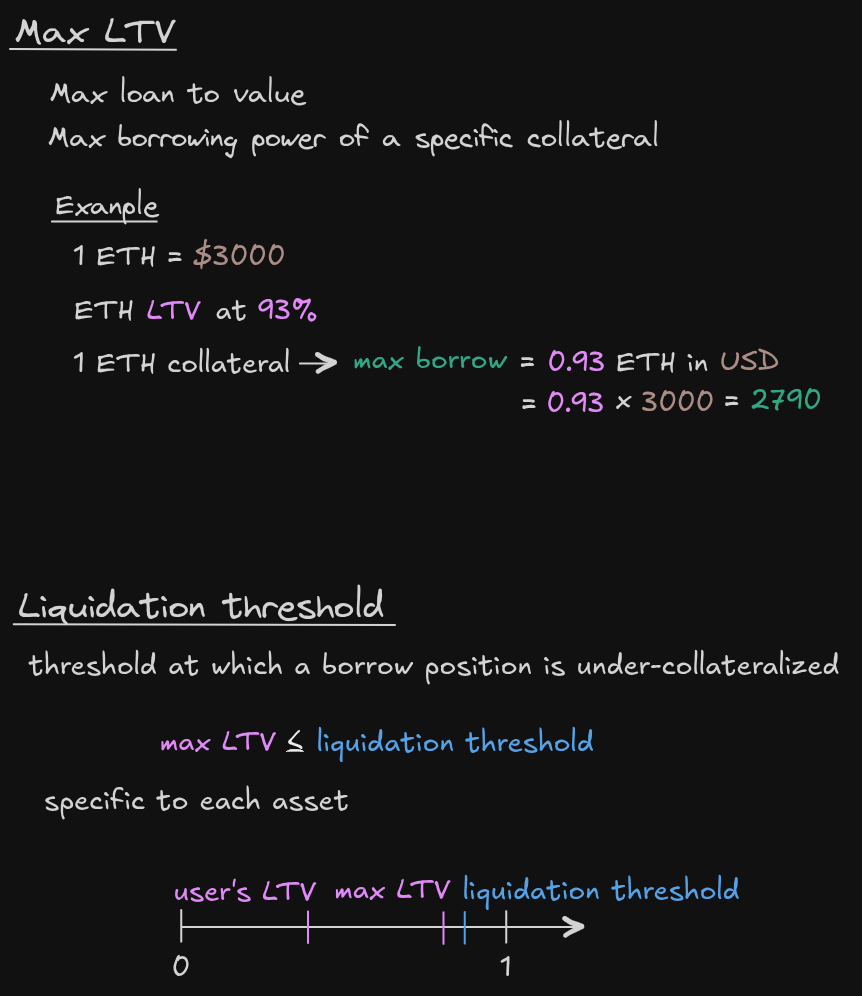 Max LTV
Max loan to value
Max borrowing power of a specific collateral
Exanple
1 ETH = $3000
ETH LTV at 93%
1 ETH collateral → max borrow = 0.93 ETH in USD
= 0.93 × 3000 = 2790
Liquidation threshold
threshold at which a borrow position is under-collateralized
max LTV ≤ liquidation threshold
specific to each asset
user's LTV max LTV liquidation threshold
0 1